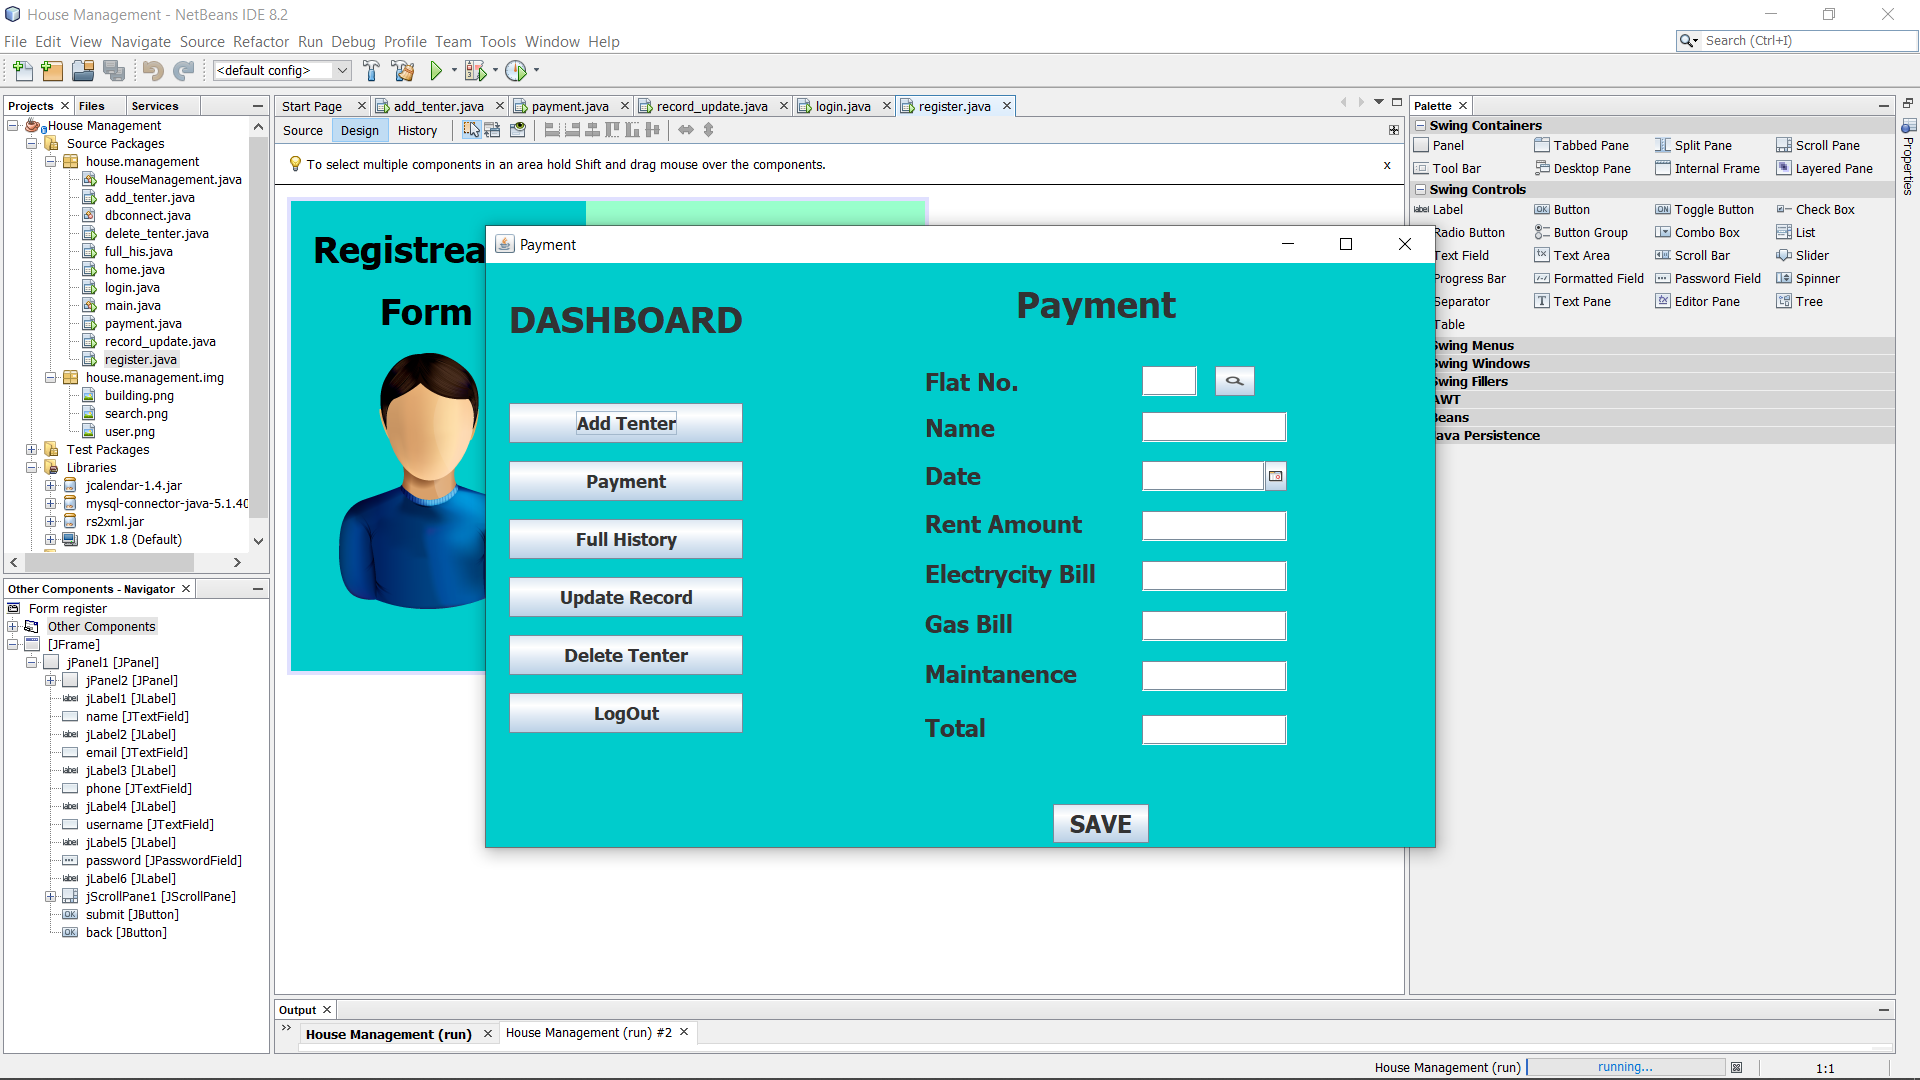 House Management - NetBeans IDE 8.2
File Edit View Navigate Source Refactor Run Debug Profile Team Tools Window Help
Search (Ctrl+I)
<default config>
Projects Files Services
House Management
Source Packages
house.management
HouseManagement.java
add_tenter.java
dbconnect.java
delete_tenter.java
full_his.java
home.java
login.java
main.java
payment.java
record_update.java
register.java
house.management.img
building.png
search.png
user.png
Test Packages
Libraries
jcalendar-1.4.jar
mysql-connector-java-5.1.40
rs2xml.jar
JDK 1.8 (Default)
Other Components - Navigator
Form register
Other Components
[JFrame]
jPanel1 [JPanel]
jPanel2 [JPanel]
jLabel1 [JLabel]
name [JTextField]
jLabel2 [JLabel]
email [JTextField]
jLabel3 [JLabel]
phone [JTextField]
jLabel4 [JLabel]
username [JTextField]
jLabel5 [JLabel]
password [JPasswordField]
jLabel6 [JLabel]
jScrollPane1 [JScrollPane]
submit [JButton]
back [JButton]
Start Page add_tenter.java payment.java record_update.java login.java register.java
Source Design History
To select multiple components in an area hold Shift and drag mouse over the components.
x
Registrea
Form
Payment
DASHBOARD
Add Tenter
Payment
Full History
Update Record
Delete Tenter
LogOut
Payment
Flat No.
Name
Date
Rent Amount
Electrycity Bill
Gas Bill
Maintanence
Total
SAVE
Palette
Swing Containers
Panel Tabbed Pane Split Pane Scroll Pane
Tool Bar Desktop Pane Internal Frame Layered Pane
Swing Controls
Label Button Toggle Button Check Box
Radio Button Button Group Combo Box List
Text Field Text Area Scroll Bar Slider
Progress Bar Formatted Field Password Field Spinner
Separator Text Pane Editor Pane Tree
Table
Swing Menus
Swing Windows
Swing Fillers
AWT
Beans
Java Persistence
Properties
Output
House Management (run) House Management (run) #2
House Management (run) running... 1:1